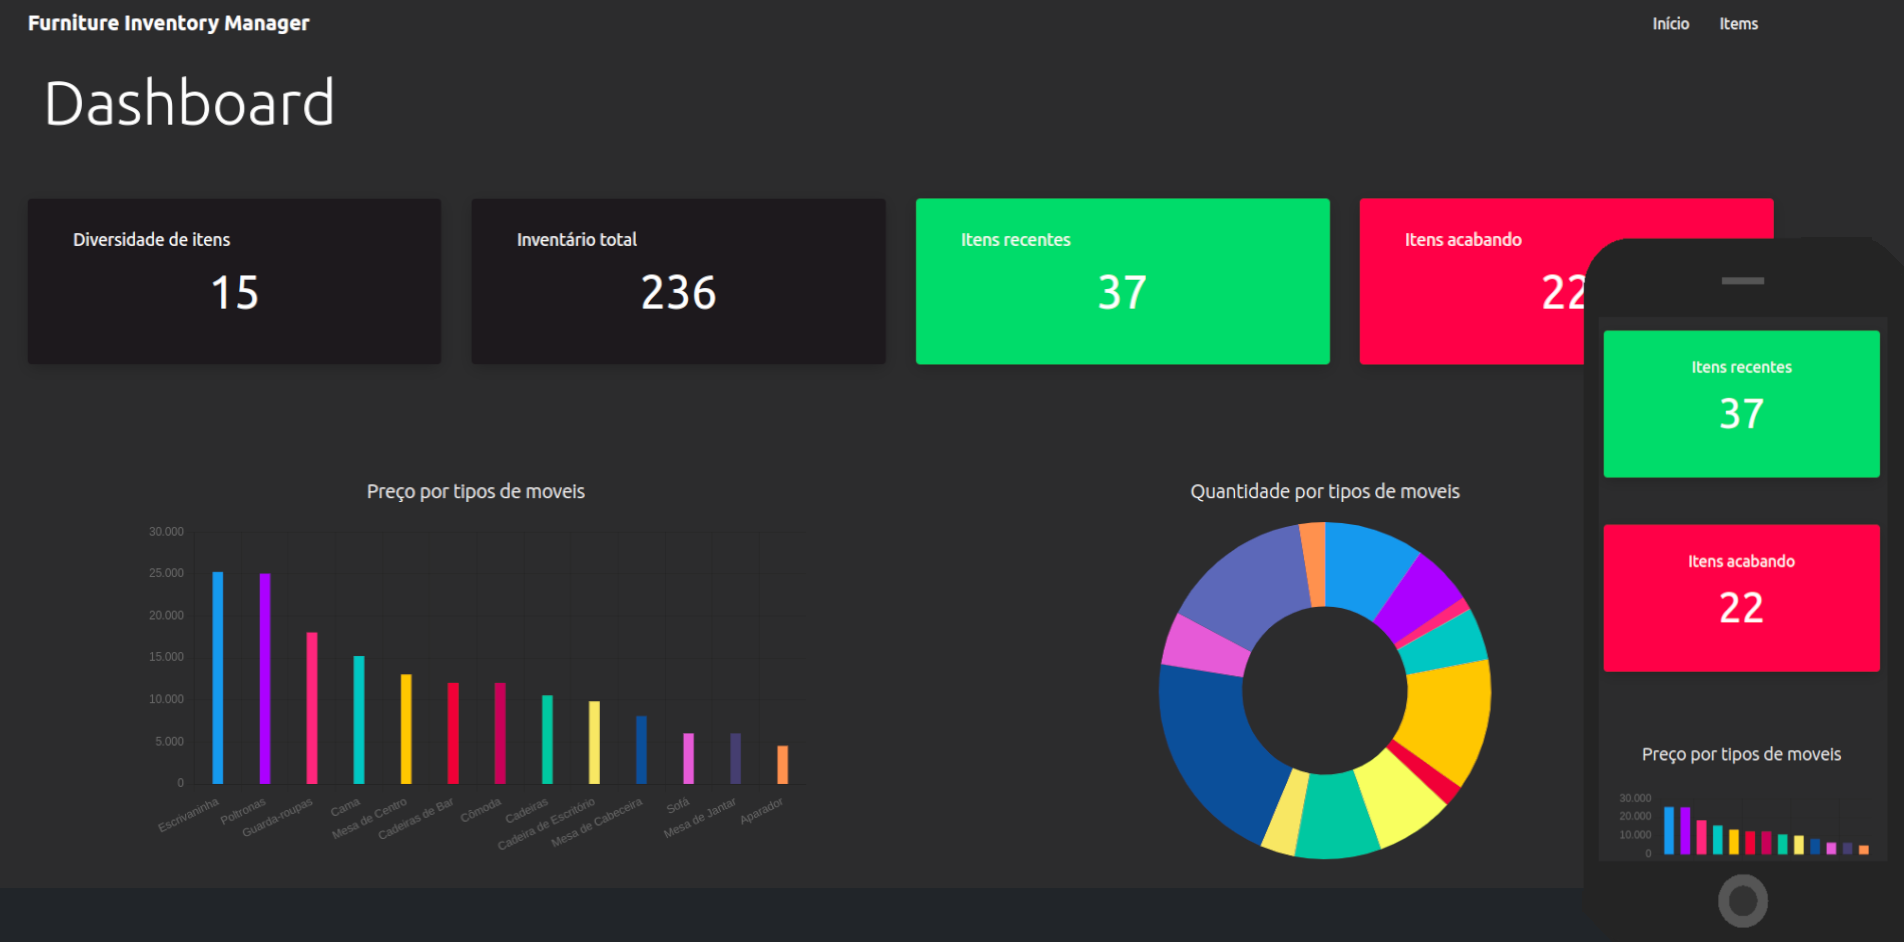 Furniture Inventory Manager
Início Items
Dashboard
Diversidade de itens
15
Inventário total
236
Itens recentes
37
Itens acabando
22
Preço por tipos de moveis
30.000
25.000
20.000
15.000
10.000
5.000
0
Escrivaninha
Poltronas
Guarda-roupas
Cama
Mesa de Centro
Cadeiras de Bar
Cômoda
Cadeiras
Cadeira de Escritório
Mesa de Cabeceira
Sofá
Mesa de Jantar
Aparador
Quantidade por tipos de moveis
Itens recentes
37
Itens acabando
22
Preço por tipos de moveis
30.000
20.000
10.000
0